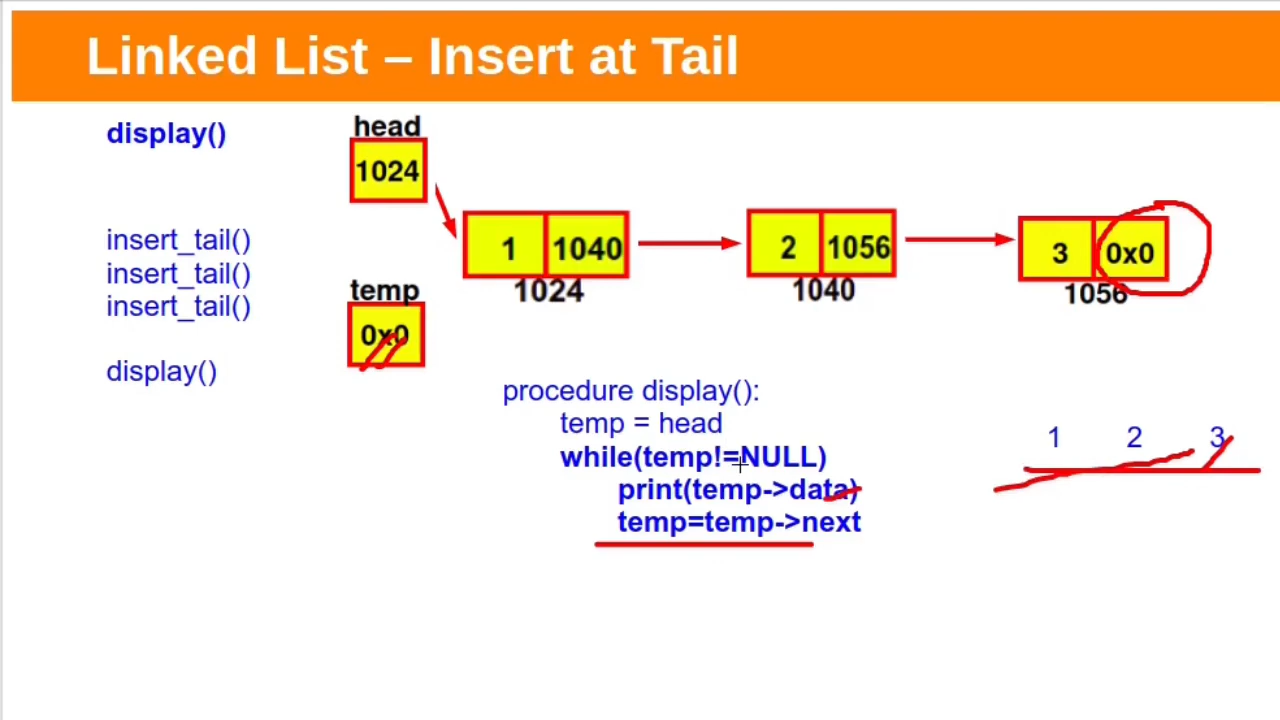 Linked List – Insert at Tail
display()
head
1024
insert_tail()
insert_tail()
insert_tail()
display()
1 1040
1024
2 1056
1040
3 0x0
1056
temp
0x0
procedure display():
temp = head
while(temp!=NULL)
print(temp->data)
temp=temp->next
1 2 3